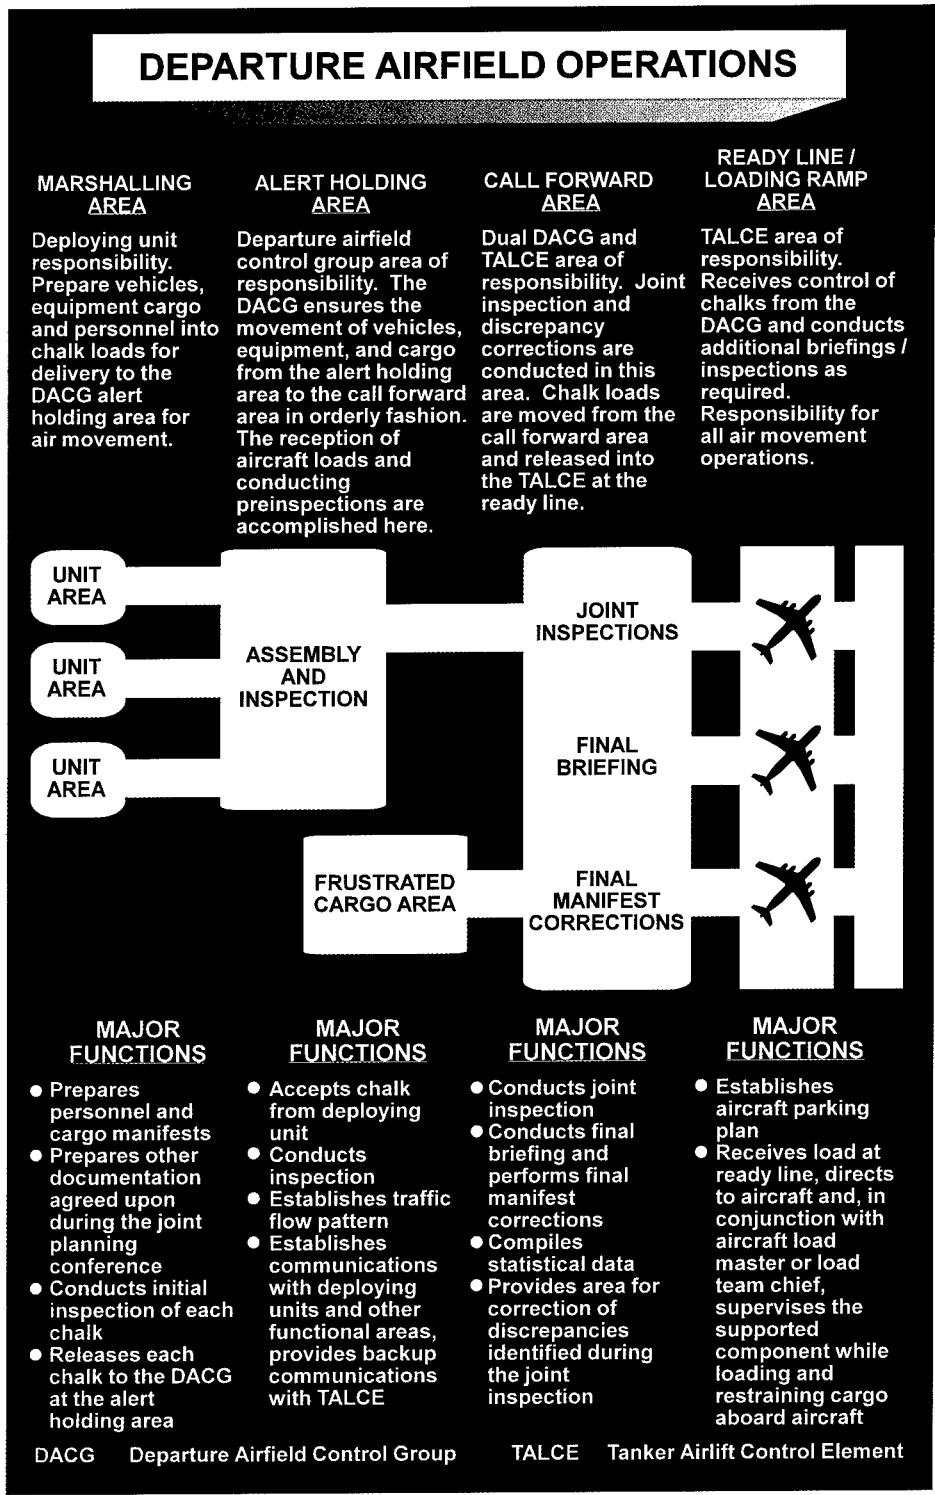 DEPARTURE AIRFIELD OPERATIONS
MARSHALLING
AREA
Deploying unit
responsibility.
Prepare vehicles,
equipment cargo
and personnel into
chalk loads for
delivery to the
DACG alert
holding area for
air movement.
ALERT HOLDING
AREA
Departure airfield
control group area of
responsibility. The
DACG ensures the
movement of vehicles,
equipment, and cargo
from the alert holding
area to the call forward
area in orderly fashion.
The reception of
aircraft loads and
conducting
preinspections are
accomplished here.
CALL FORWARD
AREA
Dual DACG and
TALCE area of
responsibility. Joint
inspection and
discrepancy
corrections are
conducted in this
area. Chalk loads
are moved from the
call forward area
and released into
the TALCE at the
ready line.
READY LINE /
LOADING RAMP
AREA
TALCE area of
responsibility.
Receives control of
chalks from the
DACG and conducts
additional briefings /
inspections as
required.
Responsibility for
all air movement
operations.
UNIT
AREA
UNIT
AREA
UNIT
AREA
ASSEMBLY
AND
INSPECTION
FRUSTRATED
CARGO AREA
JOINT
INSPECTIONS
FINAL
BRIEFING
FINAL
MANIFEST
CORRECTIONS
MAJOR
FUNCTIONS
● Prepares
personnel and
cargo manifests
● Prepares other
documentation
agreed upon
during the joint
planning
conference
● Conducts initial
inspection of each
chalk
● Releases each
chalk to the DACG
at the alert
holding area
MAJOR
FUNCTIONS
● Accepts chalk
from deploying
unit
● Conducts
inspection
● Establishes traffic
flow pattern
● Establishes
communications
with deploying
units and other
functional areas,
provides backup
communications
with TALCE
MAJOR
FUNCTIONS
● Conducts joint
inspection
● Conducts final
briefing and
performs final
manifest
corrections
● Compiles
statistical data
● Provides area for
correction of
discrepancies
identified during
the joint
inspection
MAJOR
FUNCTIONS
● Establishes
aircraft parking
plan
● Receives load at
ready line, directs
to aircraft and, in
conjunction with
aircraft load
master or load
team chief,
supervises the
supported
component while
loading and
restraining cargo
aboard aircraft
DACG Departure Airfield Control Group TALCE Tanker Airlift Control Element